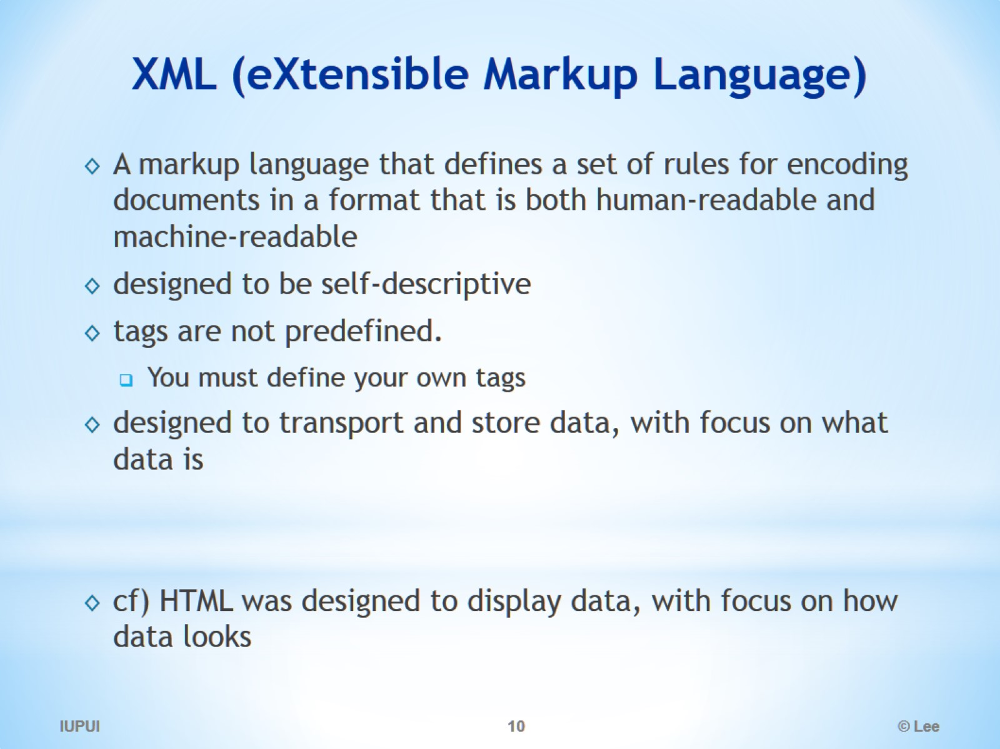 XML (eXtensible Markup Language)
◇ A markup language that defines a set of rules for encoding
documents in a format that is both human-readable and
machine-readable
◇ designed to be self-descriptive
◇ tags are not predefined.
❑ You must define your own tags
◇ designed to transport and store data, with focus on what
data is
◇ cf) HTML was designed to display data, with focus on how
data looks
IUPUI
10
© Lee